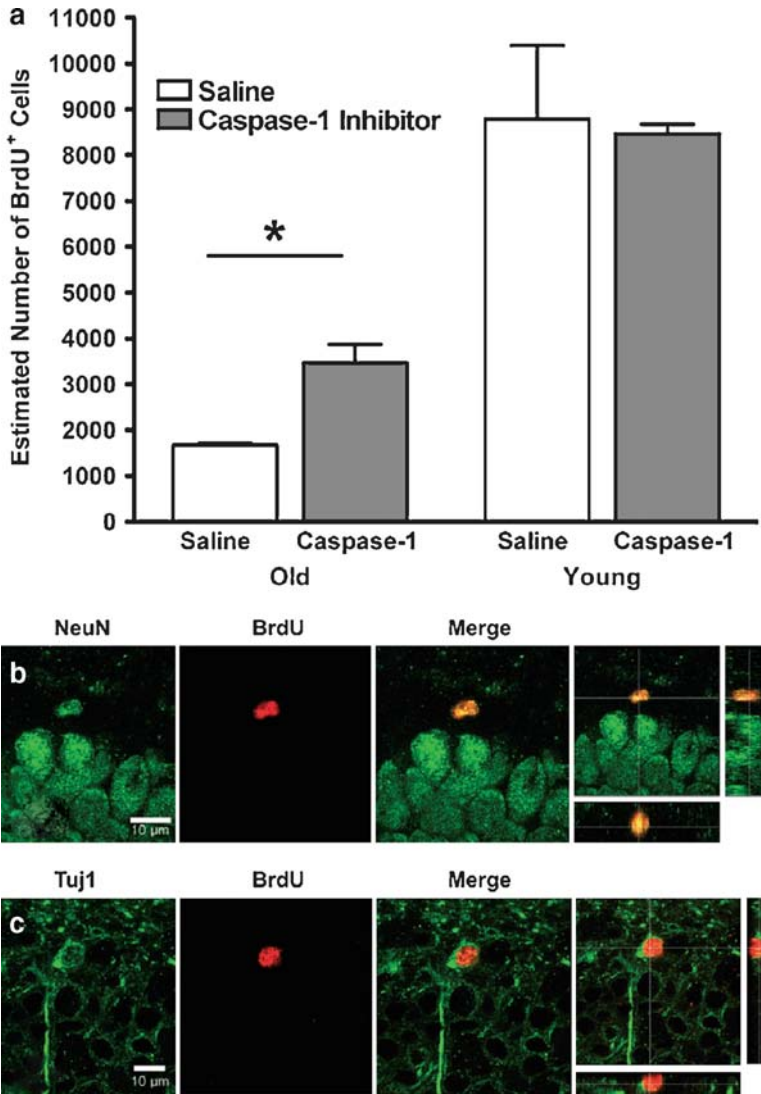 a
11000
10000
9000
8000
7000
6000
5000
4000
3000
2000
1000
0
Estimated Number of BrdU+ Cells
Saline
Caspase-1 Inhibitor
*
Saline Caspase-1 Saline Caspase-1
Old Young
NeuN BrdU Merge
b
10 µm
Tuj1 BrdU Merge
c
10 µm